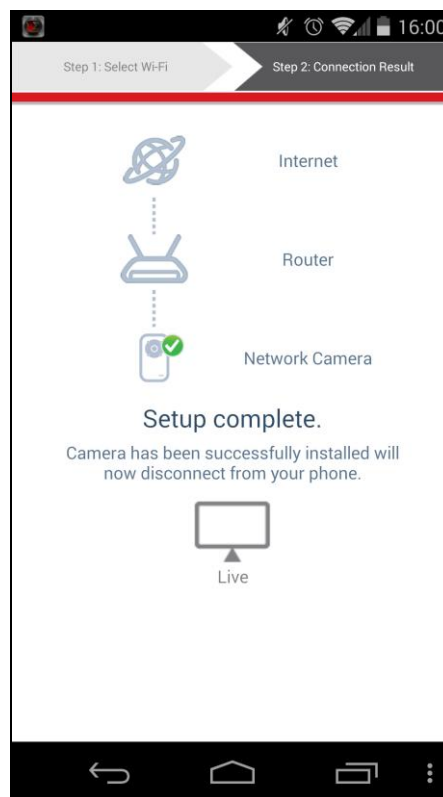 16:00
Step 1: Select Wi-Fi
Step 2: Connection Result
Internet
Router
Network Camera
Setup complete.
Camera has been successfully installed will
now disconnect from your phone.
Live